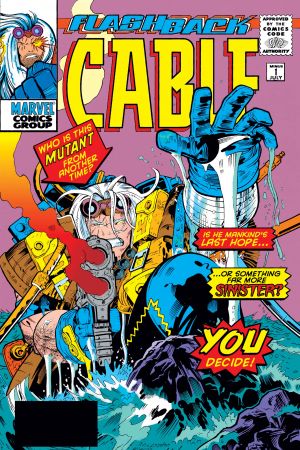 FLASHBACK
APPROVED
BY THE
COMICS
CODE
AUTHORITY
CABLE
MINUS
1
JULY
MARVEL
COMICS
GROUP
WHO IS THIS
MUTANT
FROM
ANOTHER
TIME?
IS HE MANKIND'S
LAST HOPE...
...OR SOMETHING
FAR MORE
SINISTER?
YOU
DECIDE!